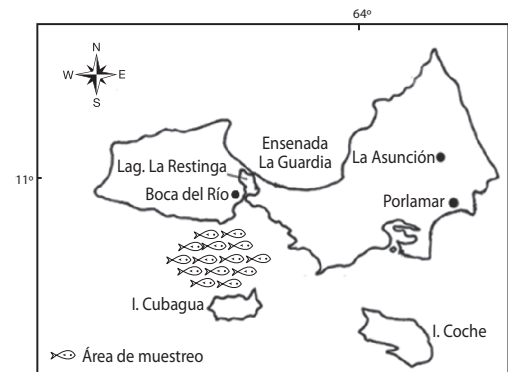 64º
N
W E
S
Ensenada
La Guardia
La Asunción
Lag. La Restinga
11º
Boca del Río
Porlamar
I. Cubagua
I. Coche
Área de muestreo